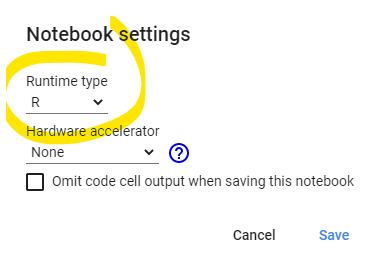 Notebook settings
Runtime type
R
Hardware accelerator
None
?
Omit code cell output when saving this notebook
Cancel Save